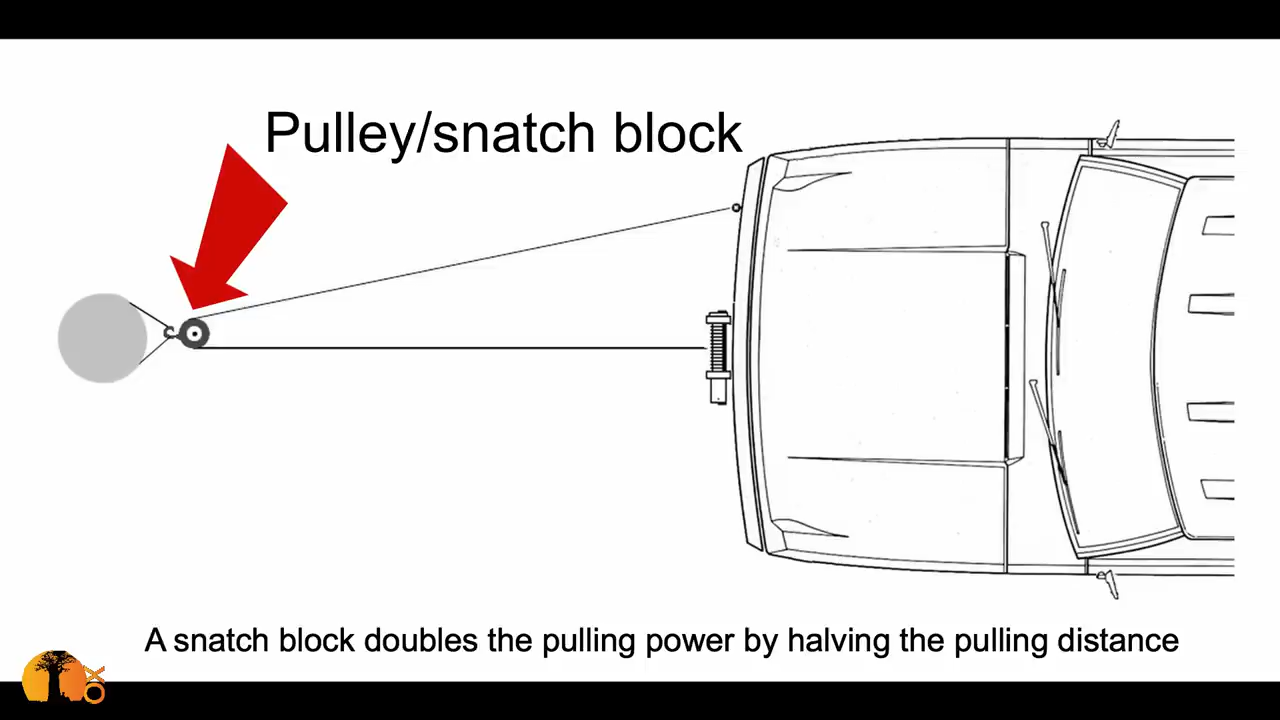 Pulley/snatch block
A snatch block doubles the pulling power by halving the pulling distance